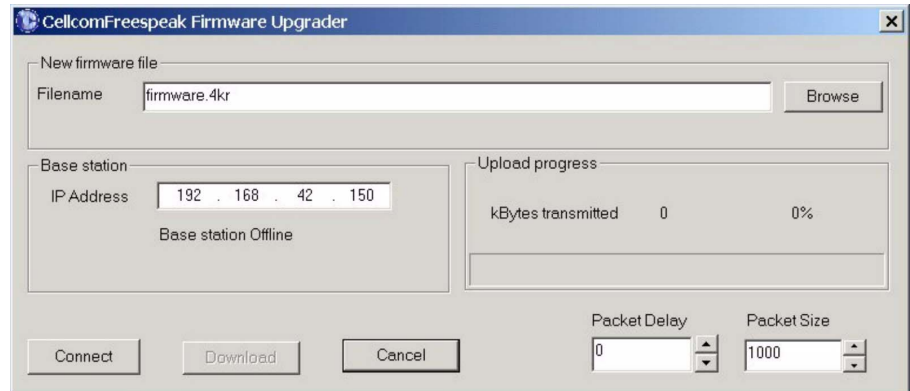 CellcomFreespeak Firmware Upgrader
New firmware file
Filename
firmware.4kr
Browse
Base station
IP Address
192 . 168 . 42 . 150
Base station Offline
Upload progress
kBytes transmitted 0 0%
Packet Delay
0
Packet Size
1000
Connect
Download
Cancel